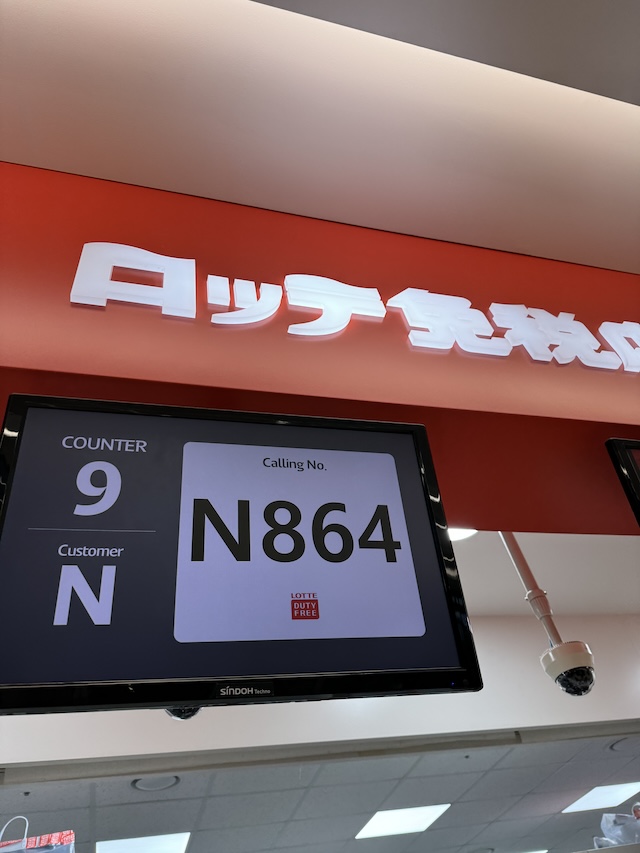 ロッテ免税
COUNTER
9
Customer
N
Calling No.
N864
LOTTE
DUTY
FREE
SINDOH Techno